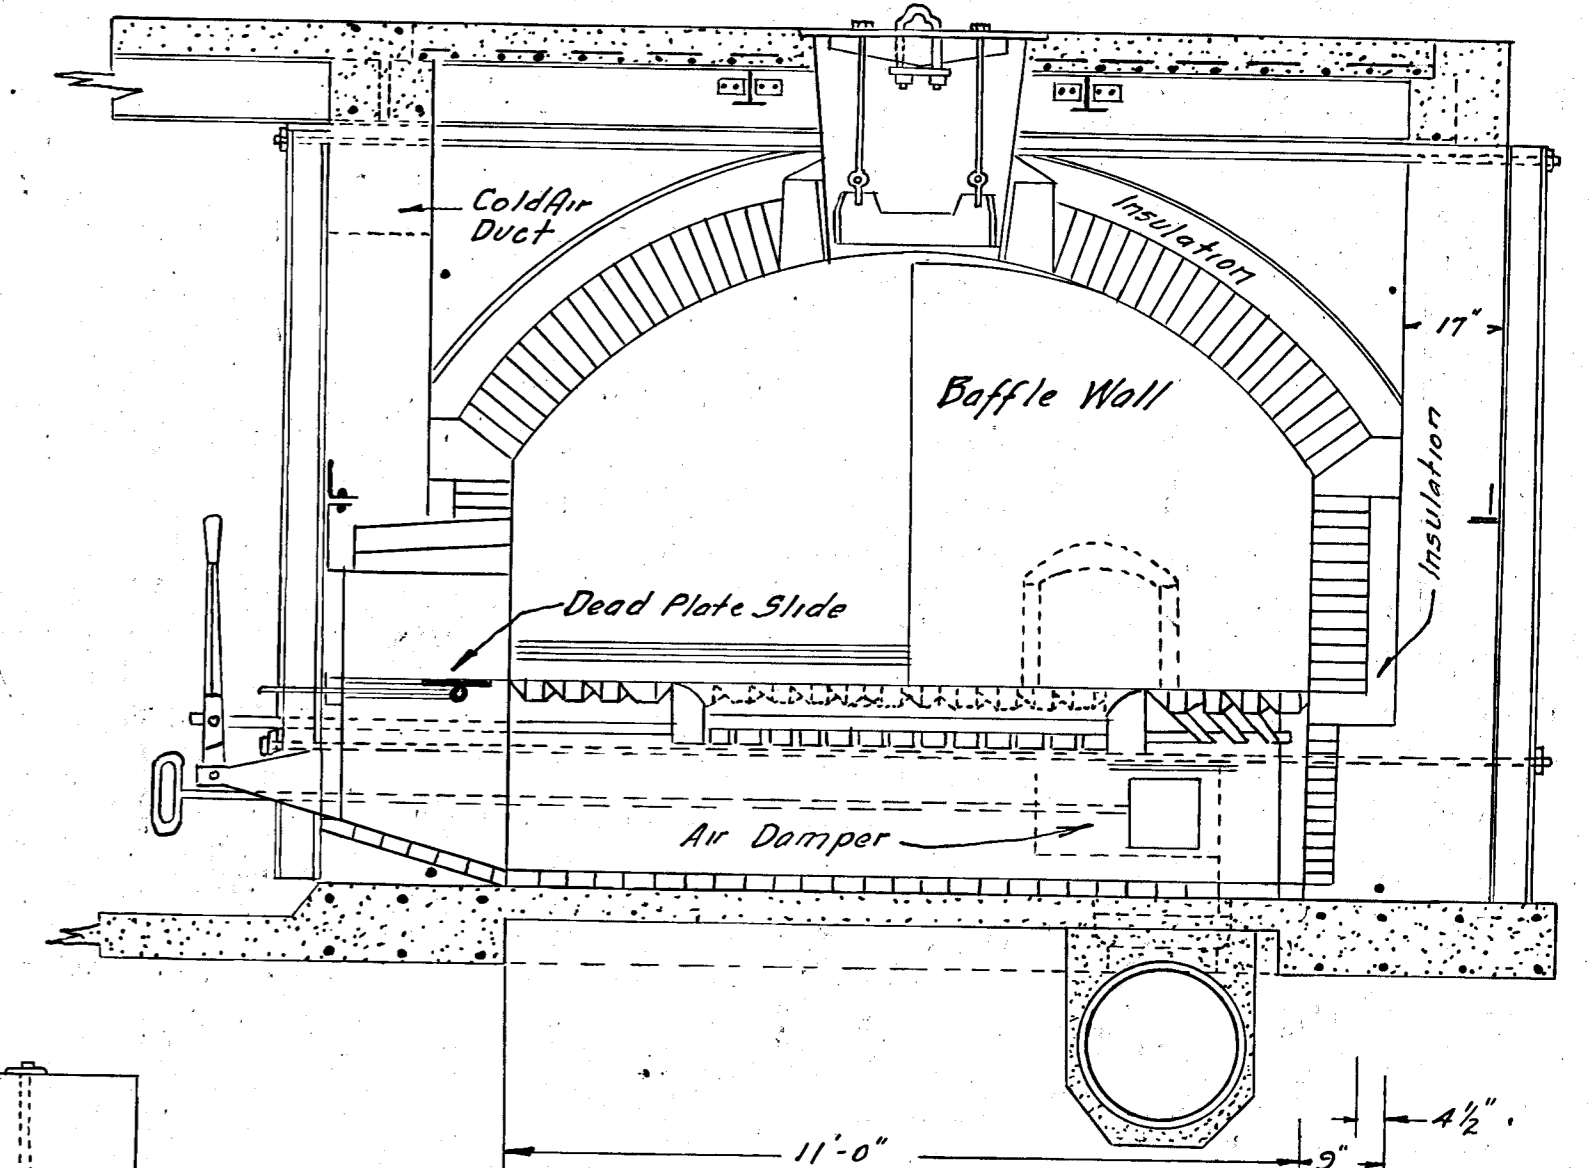 Cold Air
Duct
Insulation
17"
Baffle Wall
Insulation
Dead Plate Slide
Air Damper
4½"
11'-0"
9"